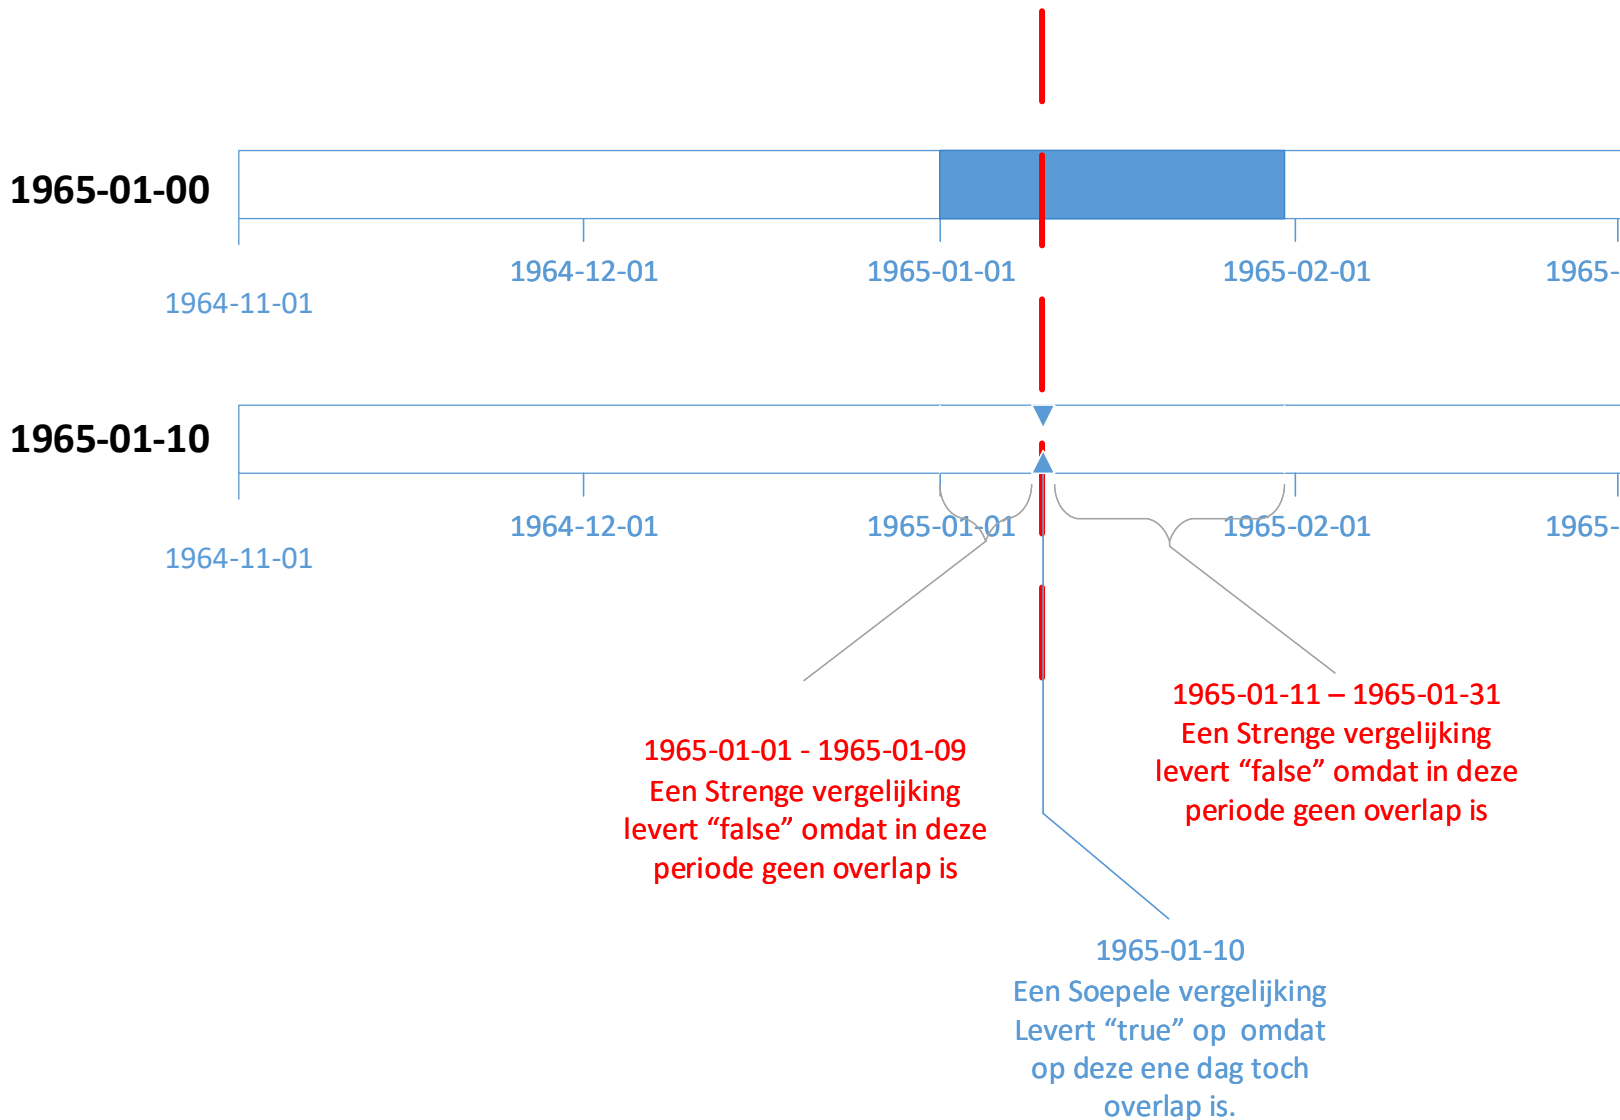 1965-01-00
1964-12-01
1965-01-01
1965-02-01
1965-
1964-11-01
1965-01-10
1964-12-01
1965-01-01
1965-02-01
1965-
1964-11-01
1965-01-11 – 1965-01-31
Een Strenge vergelijking
levert “false” omdat in deze
periode geen overlap is
1965-01-01 - 1965-01-09
Een Strenge vergelijking
levert “false” omdat in deze
periode geen overlap is
1965-01-10
Een Soepele vergelijking
Levert “true” op  omdat
op deze ene dag toch
overlap is.